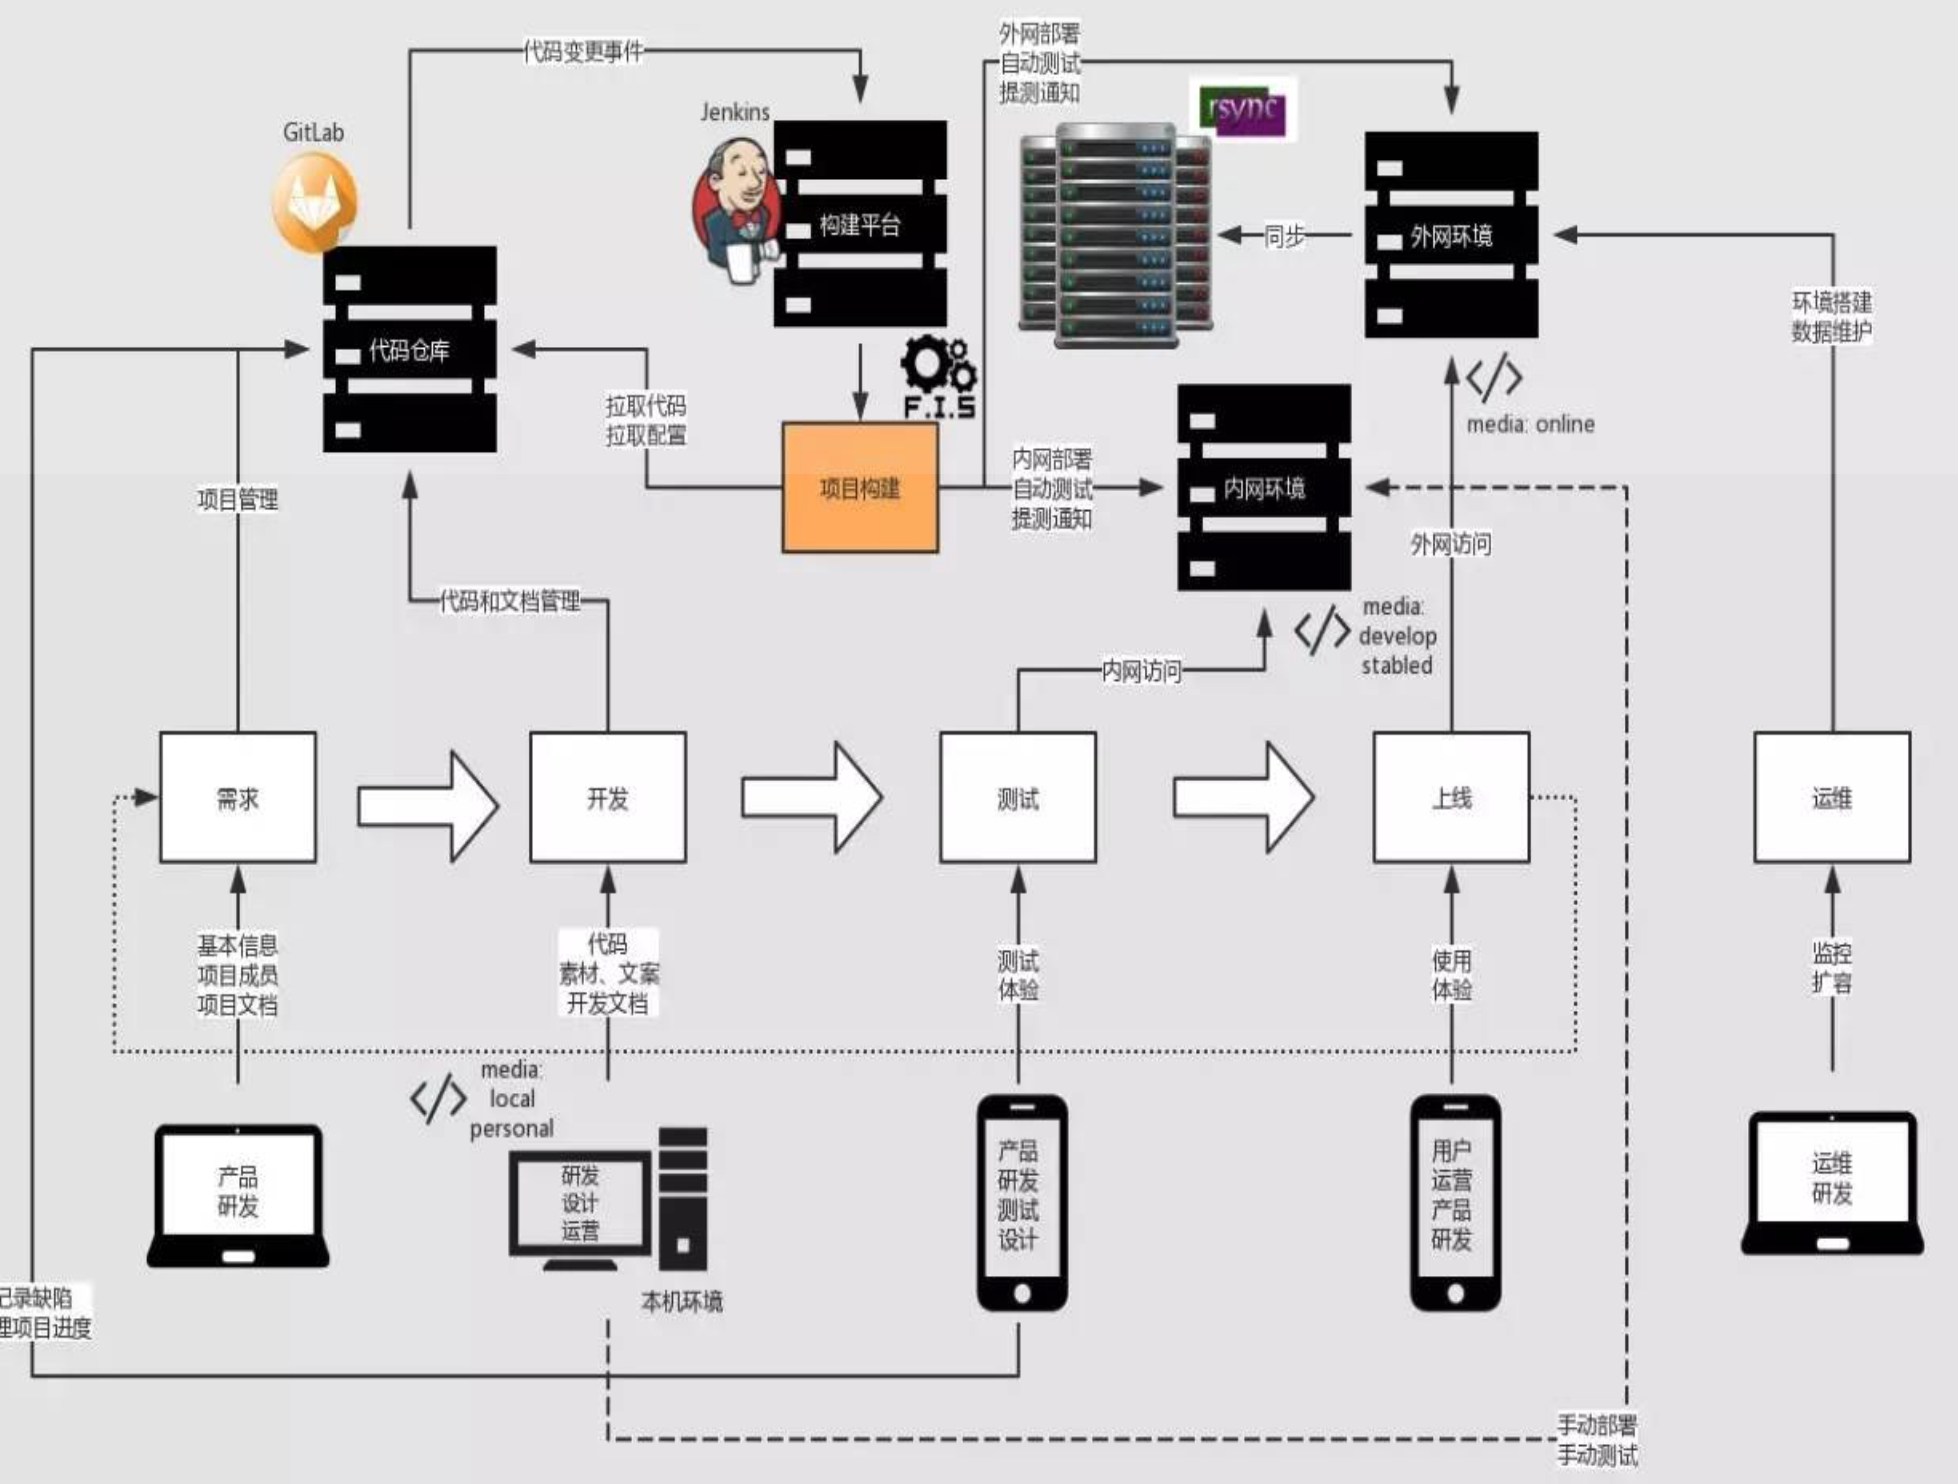 代码变更事件
外网部署
自动测试
提测通知
rsync
Jenkins
GitLab
构建平台
同步
外网环境
环境搭建
数据维护
代码仓库
F.I.S
拉取代码
拉取配置
media: online
项目管理
项目构建
内网部署
自动测试
提测通知
内网环境
外网访问
代码和文档管理
media:
develop
stabled
内网访问
需求
开发
测试
上线
运维
基本信息
项目成员
项目文档
代码
素材、文案
开发文档
测试
体验
使用
体验
监控
扩容
media:
local
personal
产品
研发
研发
设计
运营
本机环境
产品
研发
测试
设计
用户
运营
产品
研发
运维
研发
记录缺陷
理项目进度
手动部署
手动测试